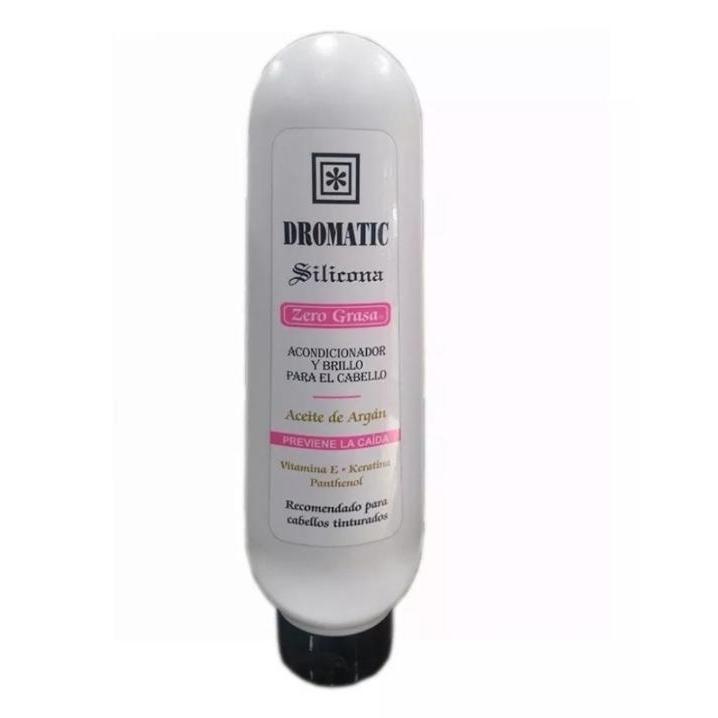 DROMATIC
Silicona
Zero Grasa
ACONDICIONADOR
Y BRILLO
PARA EL CABELLO
Aceite de Argán
PREVIENE LA CAÍDA
Vitamina E • Keratina
Panthenol
Recomendado para
cabellos tinturados